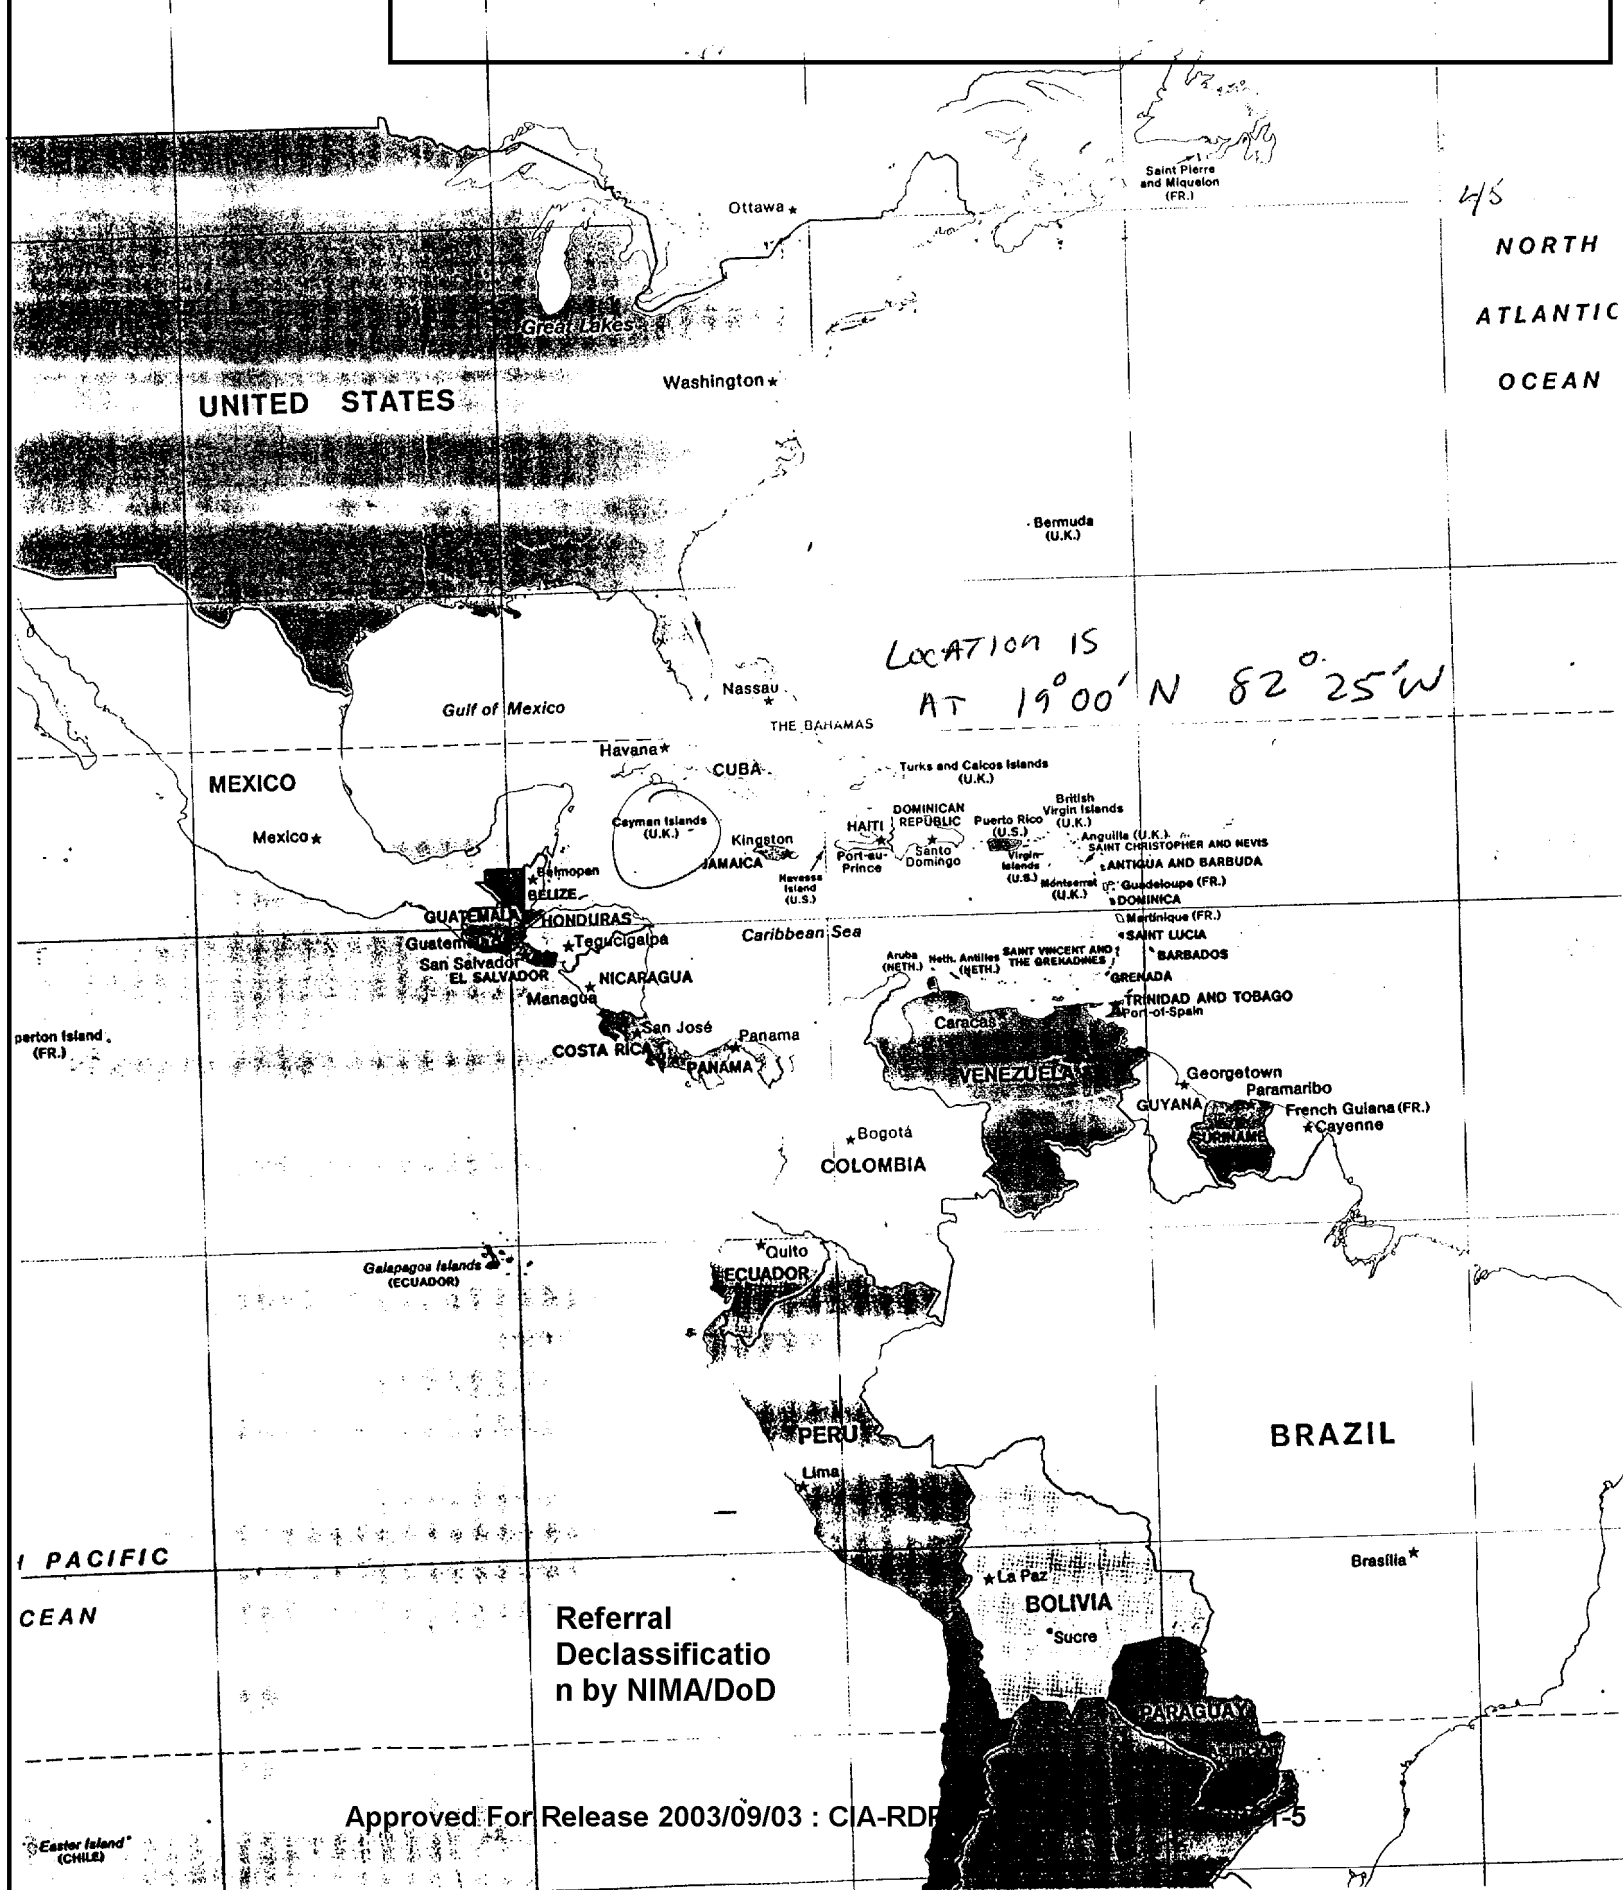 Saint Pierre
and Miquelon
(FR.)
Ottawa
4/5
NORTH
ATLANTIC
OCEAN
Great Lakes
Washington
UNITED STATES
Bermuda
(U.K.)
LOCATION IS
AT 19°00' N 82° 25' W
Nassau
Gulf of Mexico
THE BAHAMAS
Havana
CUBA
Turks and Caicos Islands
(U.K.)
MEXICO
Mexico
Cayman Islands
(U.K.)
Kingston
JAMAICA
Navassa
Island
(U.S.)
HAITI
Port-au-
Prince
DOMINICAN
REPUBLIC
Santo
Domingo
Puerto Rico
(U.S.)
British
Virgin Islands
(U.K.)
Virgin
Islands
(U.S.)
Anguilla (U.K.)
SAINT CHRISTOPHER AND NEVIS
ANTIGUA AND BARBUDA
Montserrat
(U.K.)
Guadeloupe (FR.)
DOMINICA
Martinique (FR.)
SAINT LUCIA
BARBADOS
SAINT VINCENT AND
THE GRENADINES
GRENADA
TRINIDAD AND TOBAGO
Port-of-Spain
Belmopan
BELIZE
GUATEMALA
HONDURAS
Guatemala
Tegucigalpa
San Salvador
EL SALVADOR
NICARAGUA
Managua
Caribbean Sea
Aruba
(NETH.)
Neth. Antilles
(NETH.)
San José
COSTA RICA
Panama
PANAMA
perton Island
(FR.)
Caracas
VENEZUELA
Georgetown
GUYANA
Paramaribo
SURINAME
French Guiana (FR.)
Cayenne
Bogotá
COLOMBIA
Galapagos Islands
(ECUADOR)
Quito
ECUADOR
PERU
Lima
BRAZIL
Brasília
PACIFIC
CEAN
La Paz
BOLIVIA
Sucre
PARAGUAY
Referral
Declassificatio
n by NIMA/DoD
Approved For Release 2003/09/03 : CIA-RDP
-5
Easter Island
(CHILE)